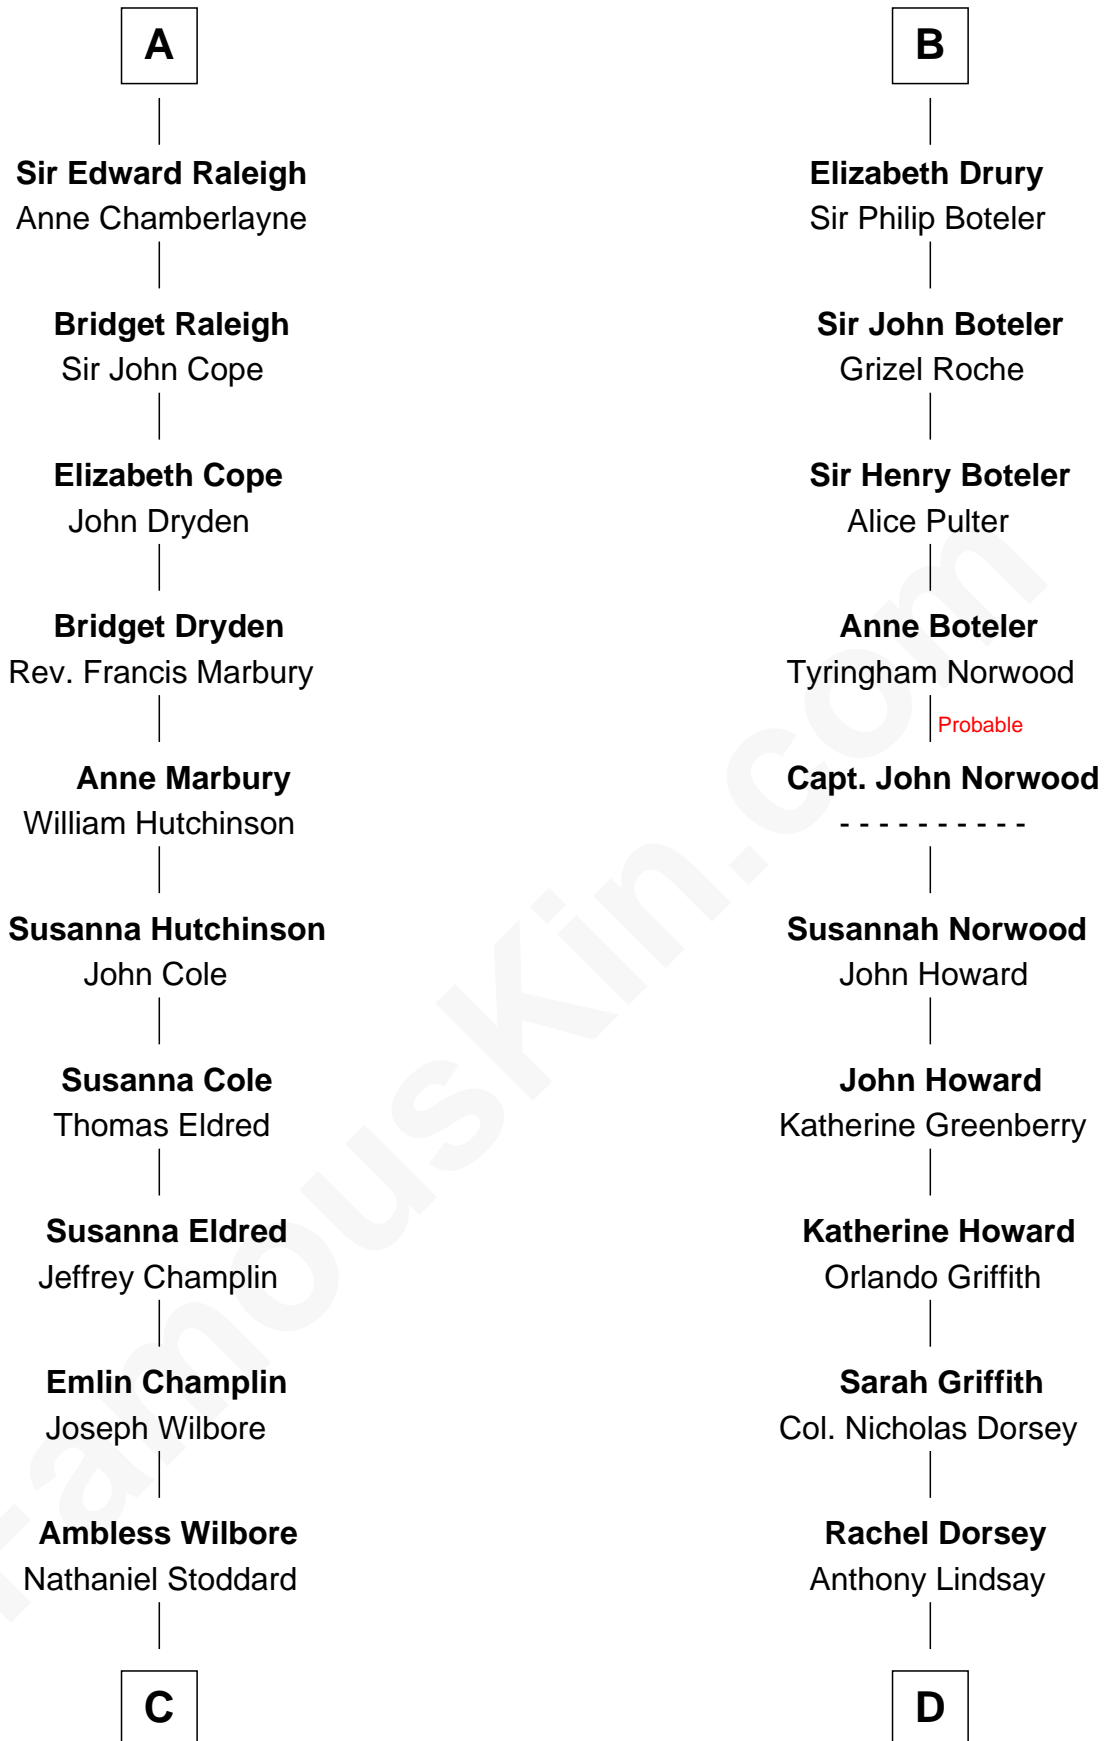 A
Sir Edward Raleigh
Anne Chamberlayne
Bridget Raleigh
Sir John Cope
Elizabeth Cope
John Dryden
Bridget Dryden
Rev. Francis Marbury
Anne Marbury
William Hutchinson
Susanna Hutchinson
John Cole
Susanna Cole
Thomas Eldred
Susanna Eldred
Jeffrey Champlin
Emlin Champlin
Joseph Wilbore
Ambless Wilbore
Nathaniel Stoddard
C
B
Elizabeth Drury
Sir Philip Boteler
Sir John Boteler
Grizel Roche
Sir Henry Boteler
Alice Pulter
Anne Boteler
Tyringham Norwood
Probable
Capt. John Norwood
- - - - - - - - - -
Susannah Norwood
John Howard
John Howard
Katherine Greenberry
Katherine Howard
Orlando Griffith
Sarah Griffith
Col. Nicholas Dorsey
Rachel Dorsey
Anthony Lindsay
D
FamousKin.com